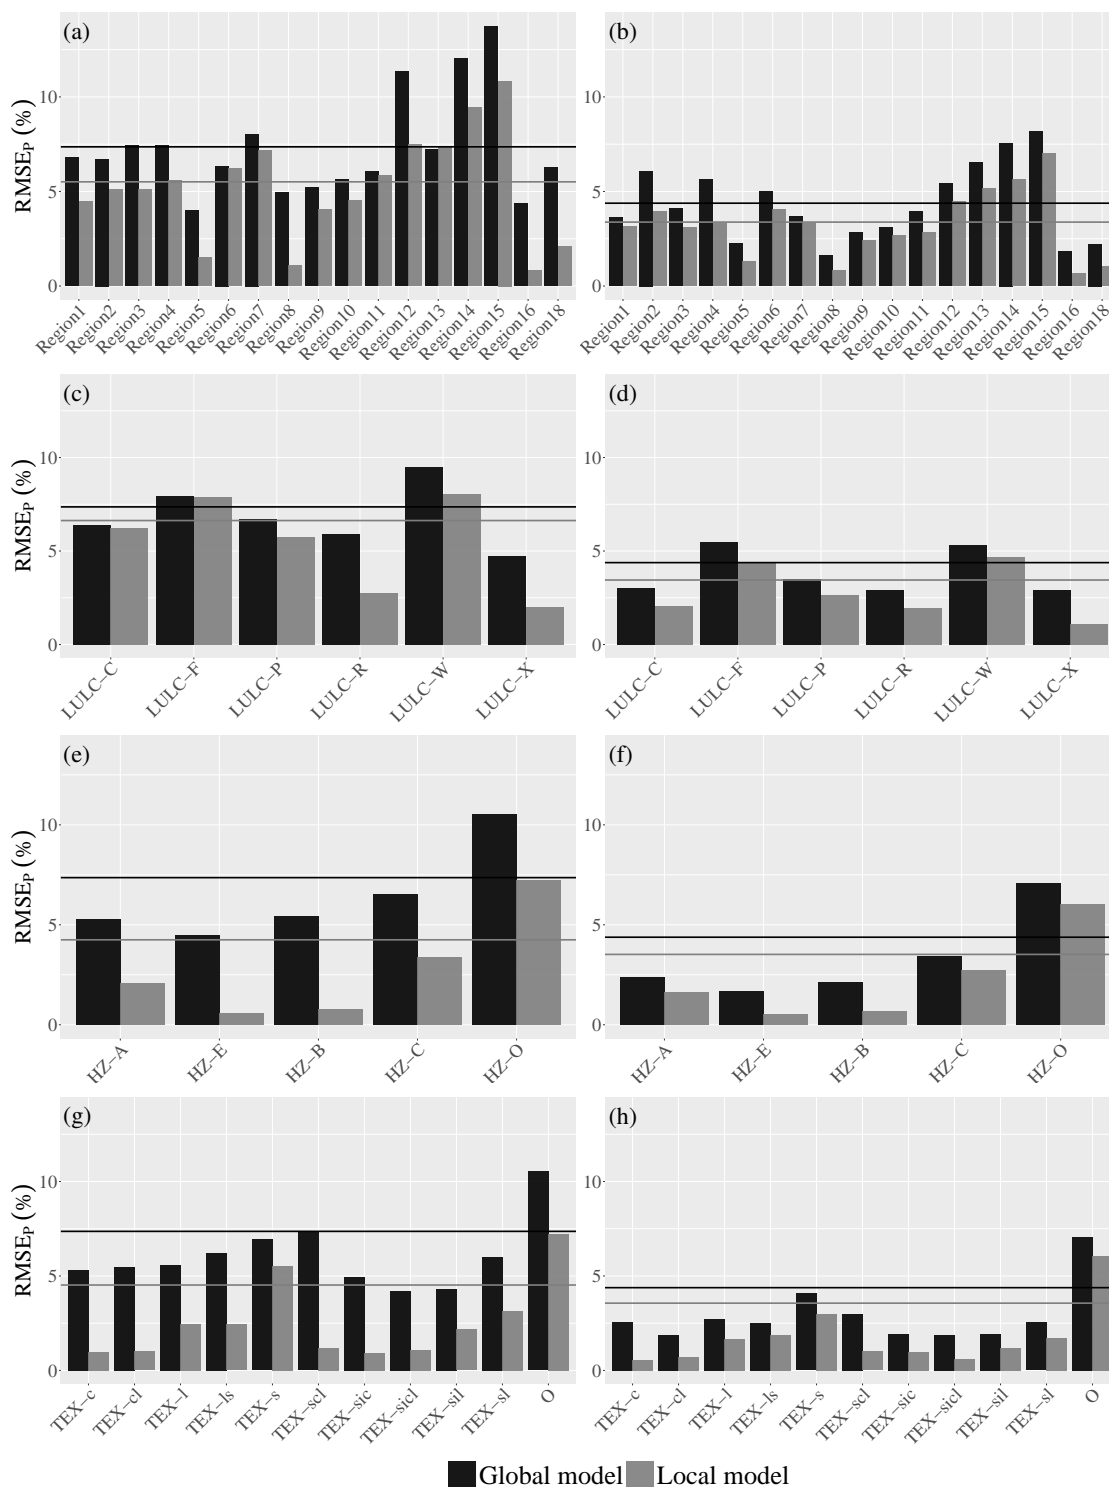 (a) (b)
RMSEP (%)
10
5
0
10
5
0
Region1 Region2 Region3 Region4 Region5 Region6 Region7 Region8 Region9 Region10 Region11 Region12 Region13 Region14 Region15 Region16 Region18
Region1 Region2 Region3 Region4 Region5 Region6 Region7 Region8 Region9 Region10 Region11 Region12 Region13 Region14 Region15 Region16 Region18
(c) (d)
RMSEP (%)
10
5
0
10
5
0
LULC−C LULC−F LULC−P LULC−R LULC−W LULC−X
LULC−C LULC−F LULC−P LULC−R LULC−W LULC−X
(e) (f)
RMSEP (%)
10
5
0
10
5
0
HZ−A HZ−E HZ−B HZ−C HZ−O
HZ−A HZ−E HZ−B HZ−C HZ−O
(g) (h)
RMSEP (%)
10
5
0
10
5
0
TEX−c TEX−cl TEX−l TEX−ls TEX−s TEX−scl TEX−sic TEX−sicl TEX−sil TEX−sl O
TEX−c TEX−cl TEX−l TEX−ls TEX−s TEX−scl TEX−sic TEX−sicl TEX−sil TEX−sl O
Global model Local model